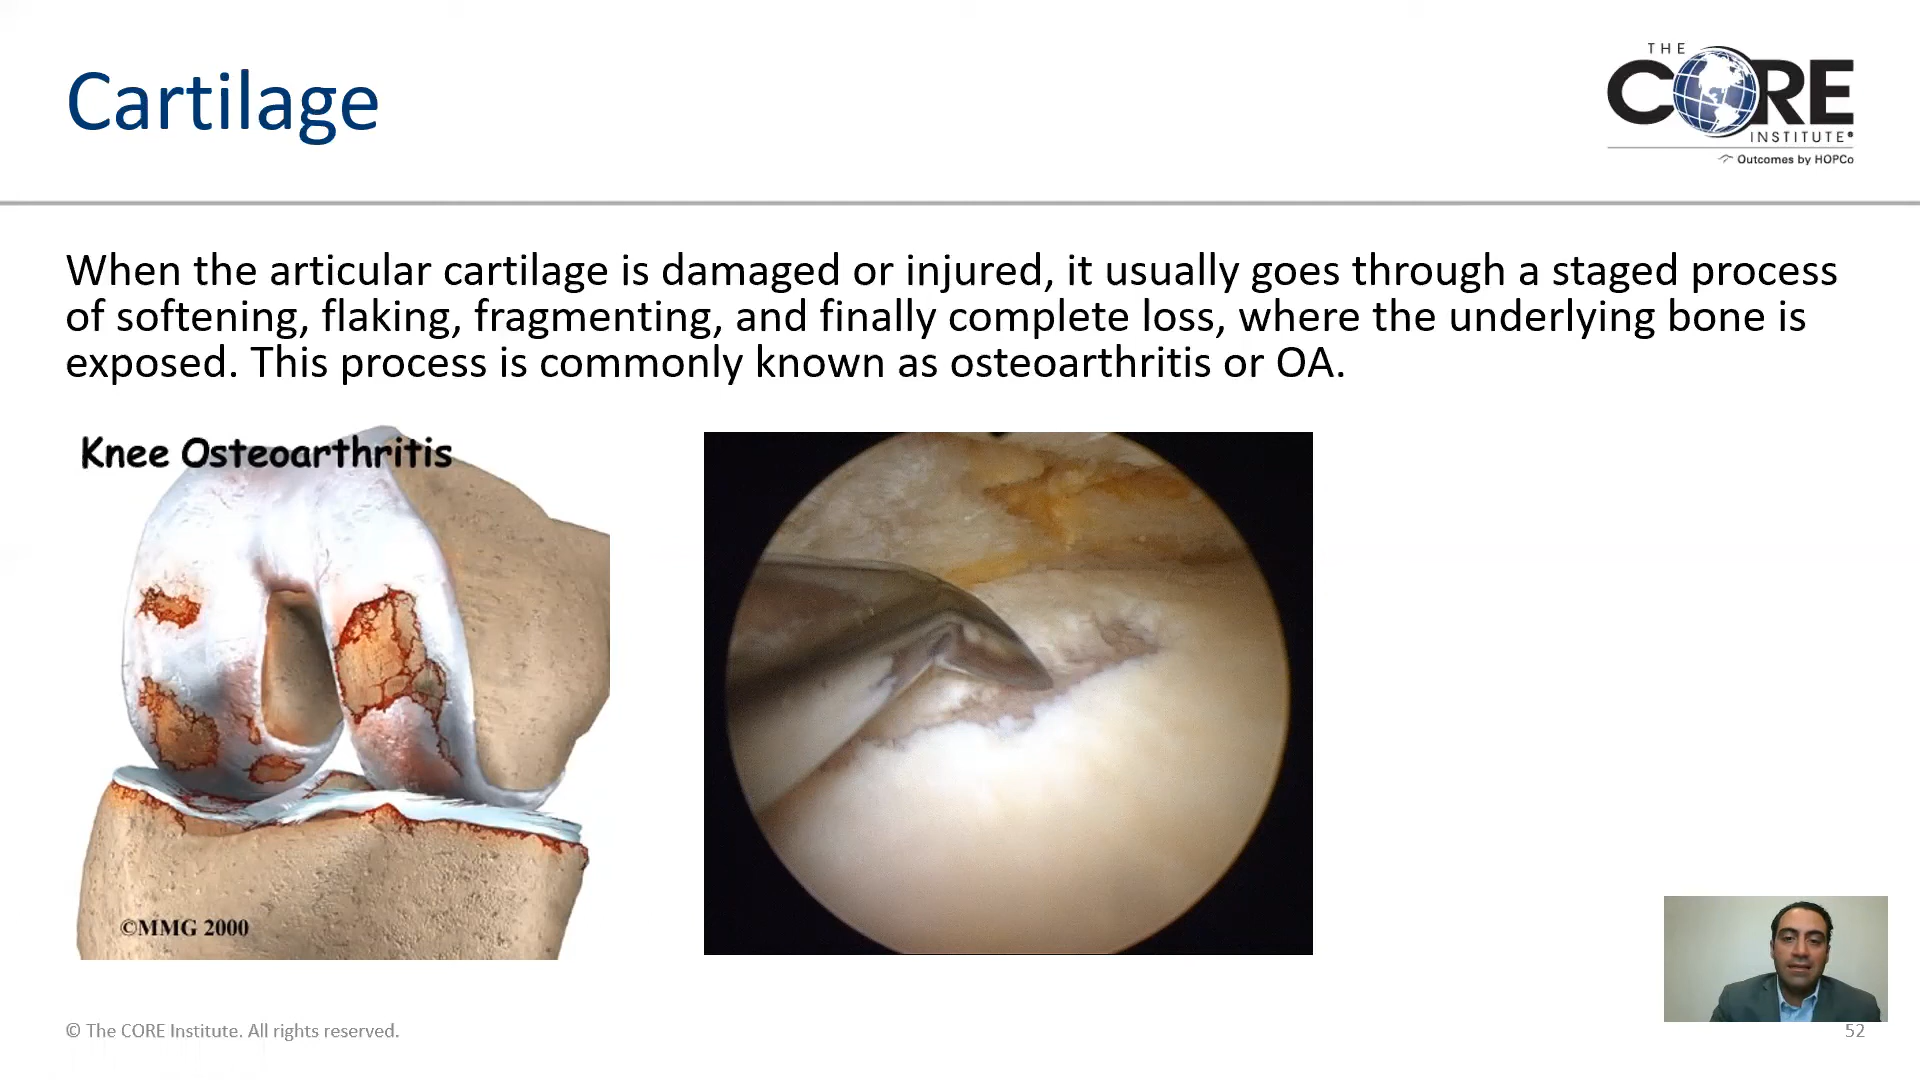 Cartilage
THE
CORE
INSTITUTE®
Outcomes by HOPCo
When the articular cartilage is damaged or injured, it usually goes through a staged process
of softening, flaking, fragmenting, and finally complete loss, where the underlying bone is
exposed. This process is commonly known as osteoarthritis or OA.
Knee Osteoarthritis
©MMG 2000
© The CORE Institute. All rights reserved.
52